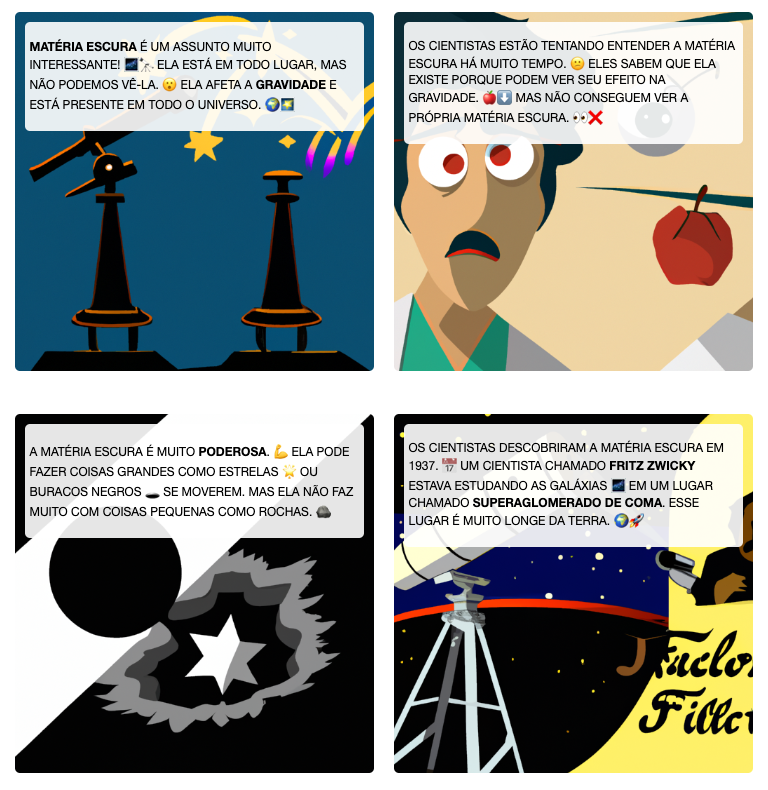 MATÉRIA ESCURA É UM ASSUNTO MUITO
INTERESSANTE! 🌌🔭 ELA ESTÁ EM TODO LUGAR, MAS
NÃO PODEMOS VÊ-LA. 😮 ELA AFETA A GRAVIDADE E
ESTÁ PRESENTE EM TODO O UNIVERSO. 🌍🌠
OS CIENTISTAS ESTÃO TENTANDO ENTENDER A MATÉRIA
ESCURA HÁ MUITO TEMPO. 😕 ELES SABEM QUE ELA
EXISTE PORQUE PODEM VER SEU EFEITO NA
GRAVIDADE. 🍎⬇️ MAS NÃO CONSEGUEM VER A
PRÓPRIA MATÉRIA ESCURA. 👀❌
A MATÉRIA ESCURA É MUITO PODEROSA. 💪 ELA PODE
FAZER COISAS GRANDES COMO ESTRELAS 🌟 OU
BURACOS NEGROS 🕳️ SE MOVEREM. MAS ELA NÃO FAZ
MUITO COM COISAS PEQUENAS COMO ROCHAS. 🪨
OS CIENTISTAS DESCOBRIRAM A MATÉRIA ESCURA EM
1937. 📅 UM CIENTISTA CHAMADO FRITZ ZWICKY
ESTAVA ESTUDANDO AS GALÁXIAS 🌌 EM UM LUGAR
CHAMADO SUPERAGLOMERADO DE COMA. ESSE
LUGAR É MUITO LONGE DA TERRA. 🌍🚀